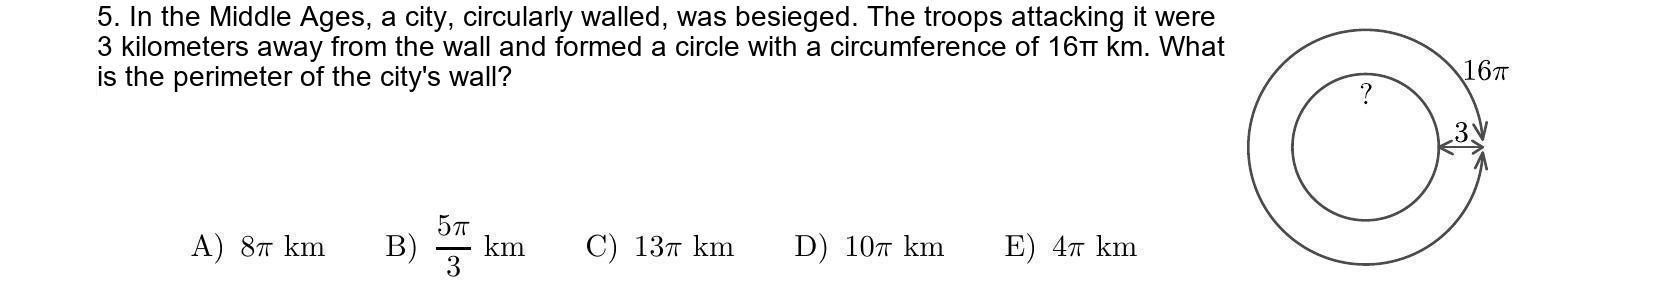 5. In the Middle Ages, a city, circularly walled, was besieged. The troops attacking it were
3 kilometers away from the wall and formed a circle with a circumference of 16π km. What
is the perimeter of the city's wall?
16π
?
3
A) 8π km B) 5π/3 km C) 13π km D) 10π km E) 4π km